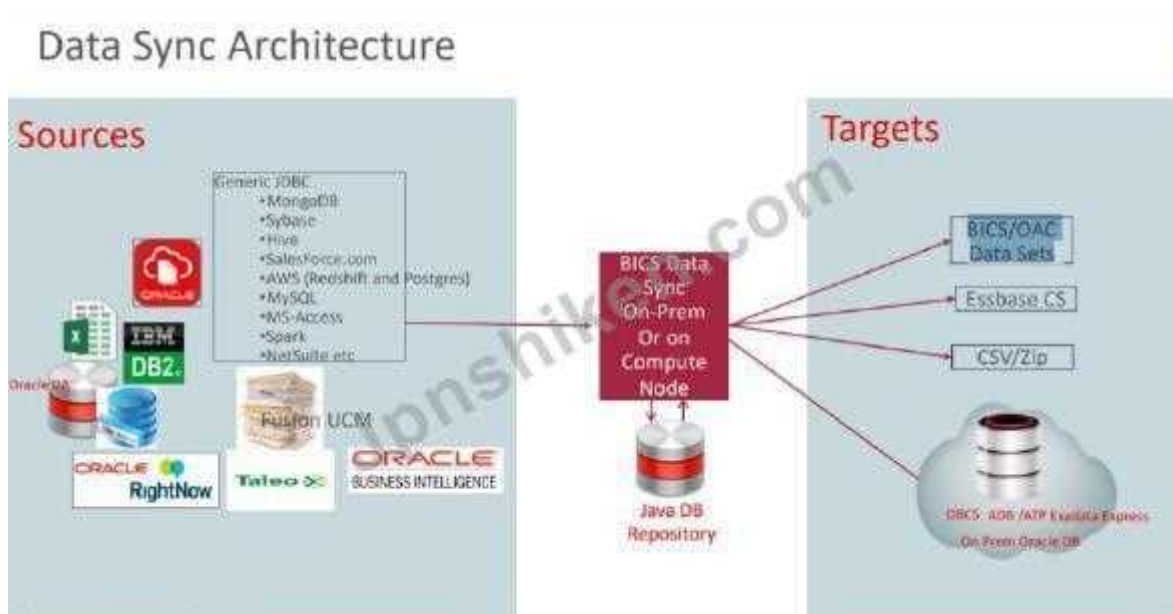 Data Sync Architecture
Sources
Generic JDBC
•MongoDB
•Sybase
•Hive
•SalesForce.com
•AWS (Redshift and Postgres)
•MySQL
•MS-Access
•Spark
•NetSuite etc
ORACLE
IBM
DB2
Oracle DB
Fusion UCM
ORACLE
RightNow
Taleo
ORACLE
BUSINESS INTELLIGENCE
BICS Data
Sync
On-Prem
Or on
Compute
Node
Java DB
Repository
Targets
BICS/OAC
Data Sets
Essbase CS
CSV/Zip
DBCS ADB /ATP Exadata Express
On Prem Oracle DB